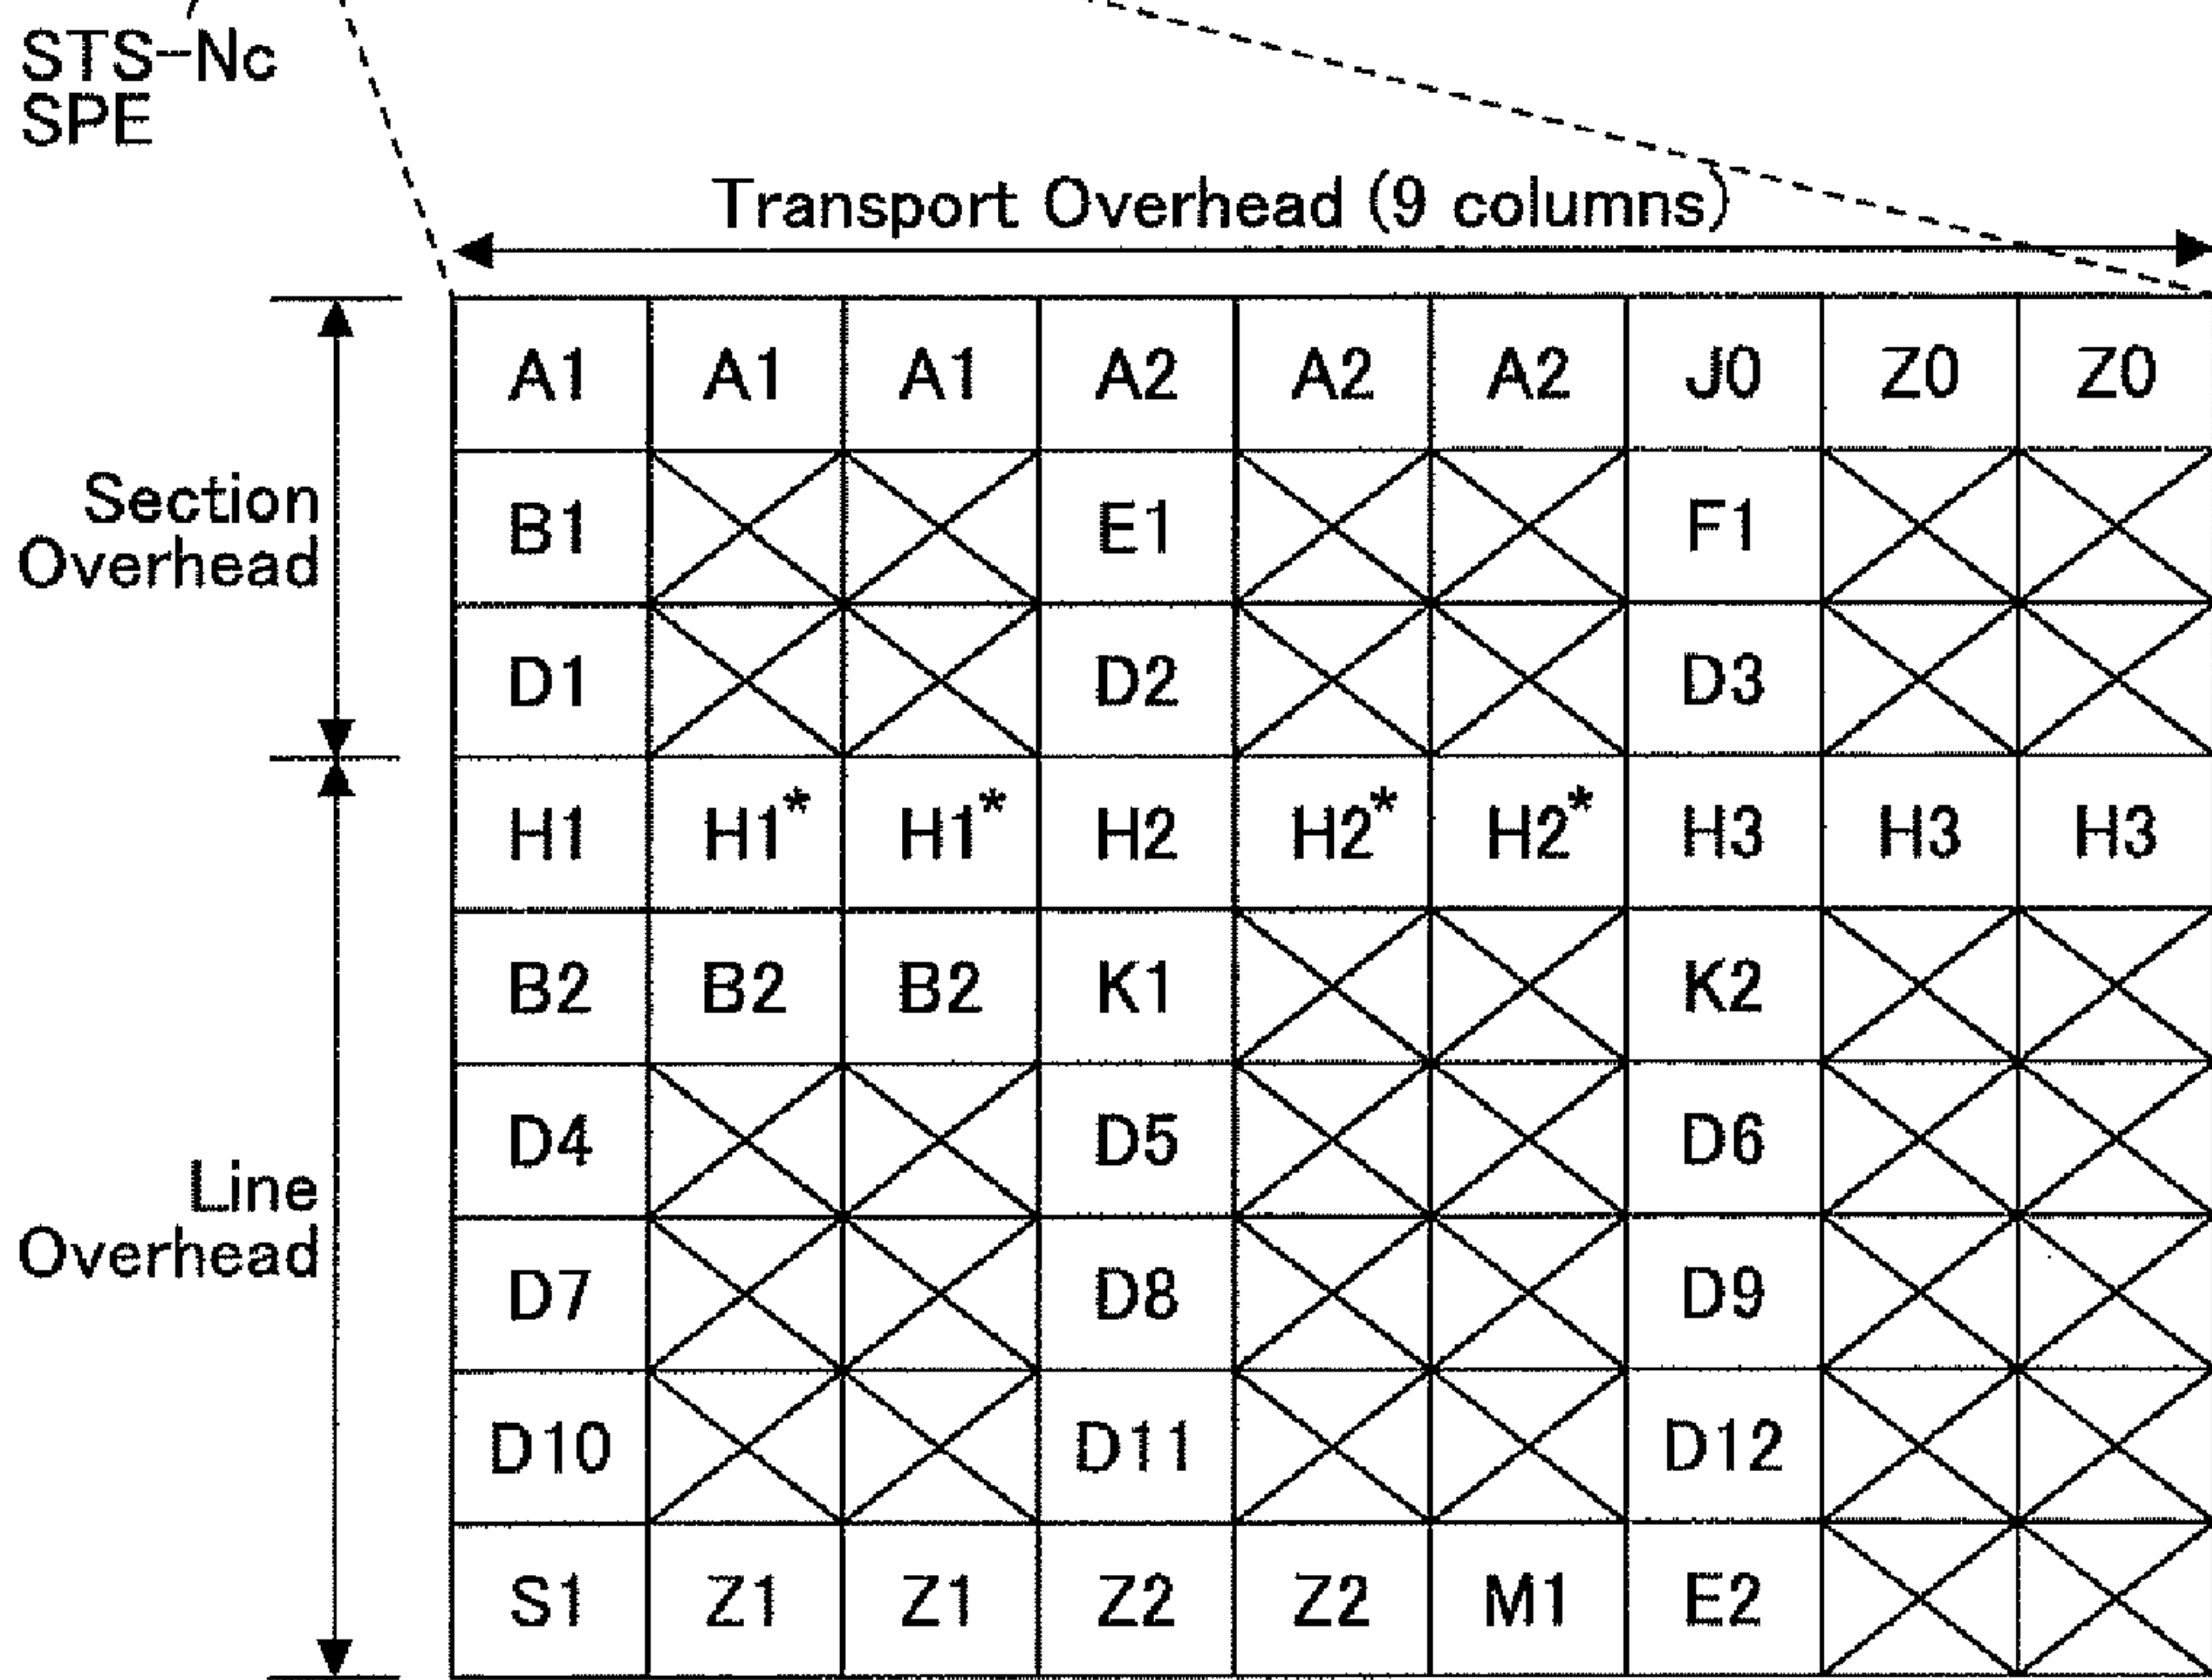 STS-Nc
SPE
Transport Overhead (9 columns)
Section
Overhead
Line
Overhead
A1 A1 A1 A2 A2 A2 J0 Z0 Z0
B1 E1 F1
D1 D2 D3
H1 H1* H1* H2 H2* H2* H3 H3 H3
B2 B2 B2 K1 K2
D4 D5 D6
D7 D8 D9
D10 D11 D12
S1 Z1 Z1 Z2 Z2 M1 E2